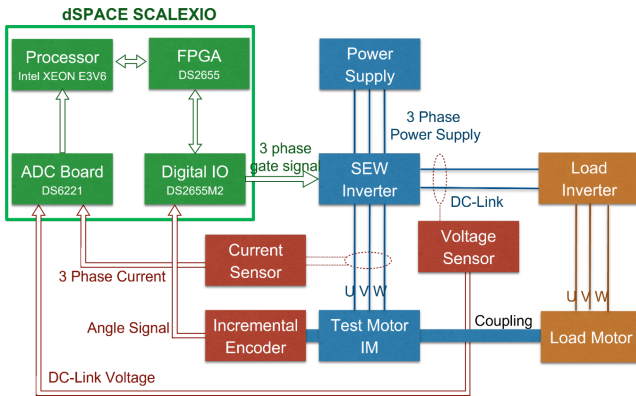 dSPACE SCALEXIO
Processor
Intel XEON E3V6
FPGA
DS2655
Power
Supply
3 Phase
Power Supply
3 phase
gate signal
ADC Board
DS6221
Digital IO
DS2655M2
SEW
Inverter
Load
Inverter
DC-Link
Current
Sensor
Voltage
Sensor
3 Phase Current
U V W
U V W
Angle Signal
Incremental
Encoder
Test Motor
IM
Coupling
Load Motor
DC-Link Voltage